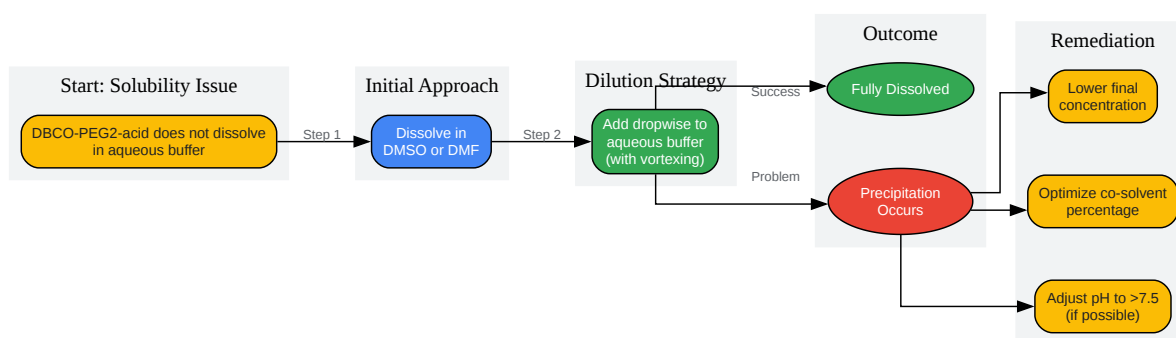 Start: Solubility Issue
DBCO-PEG2-acid does not dissolve
in aqueous buffer
Step 1
Initial Approach
Dissolve in
DMSO or DMF
Step 2
Dilution Strategy
Add dropwise to
aqueous buffer
(with vortexing)
Success
Problem
Outcome
Fully Dissolved
Precipitation
Occurs
Remediation
Lower final
concentration
Optimize co-solvent
percentage
Adjust pH to >7.5
(if possible)